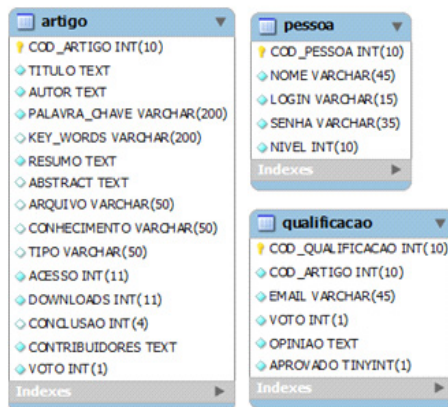 artigo
COD_ARTIGO INT(10)
TITULO TEXT
AUTOR TEXT
PALAVRA_CHAVE VARCHAR(200)
KEY_WORDS VARCHAR(200)
RESUMO TEXT
ABSTRACT TEXT
ARQUIVO VARCHAR(50)
CONHECIMENTO VARCHAR(50)
TIPO VARCHAR(50)
ACESSO INT(11)
DOWNLOADS INT(11)
CONCLUSAO INT(4)
CONTRIBUIDORES TEXT
VOTO INT(1)
Indexes
pessoa
COD_PESSOA INT(10)
NOME VARCHAR(45)
LOGIN VARCHAR(15)
SENHA VARCHAR(35)
NIVEL INT(10)
Indexes
qualificacao
COD_QUALIFICACAO INT(10)
COD_ARTIGO INT(10)
EMAIL VARCHAR(45)
VOTO INT(1)
OPINIAO TEXT
APROVADO TINYINT(1)
Indexes